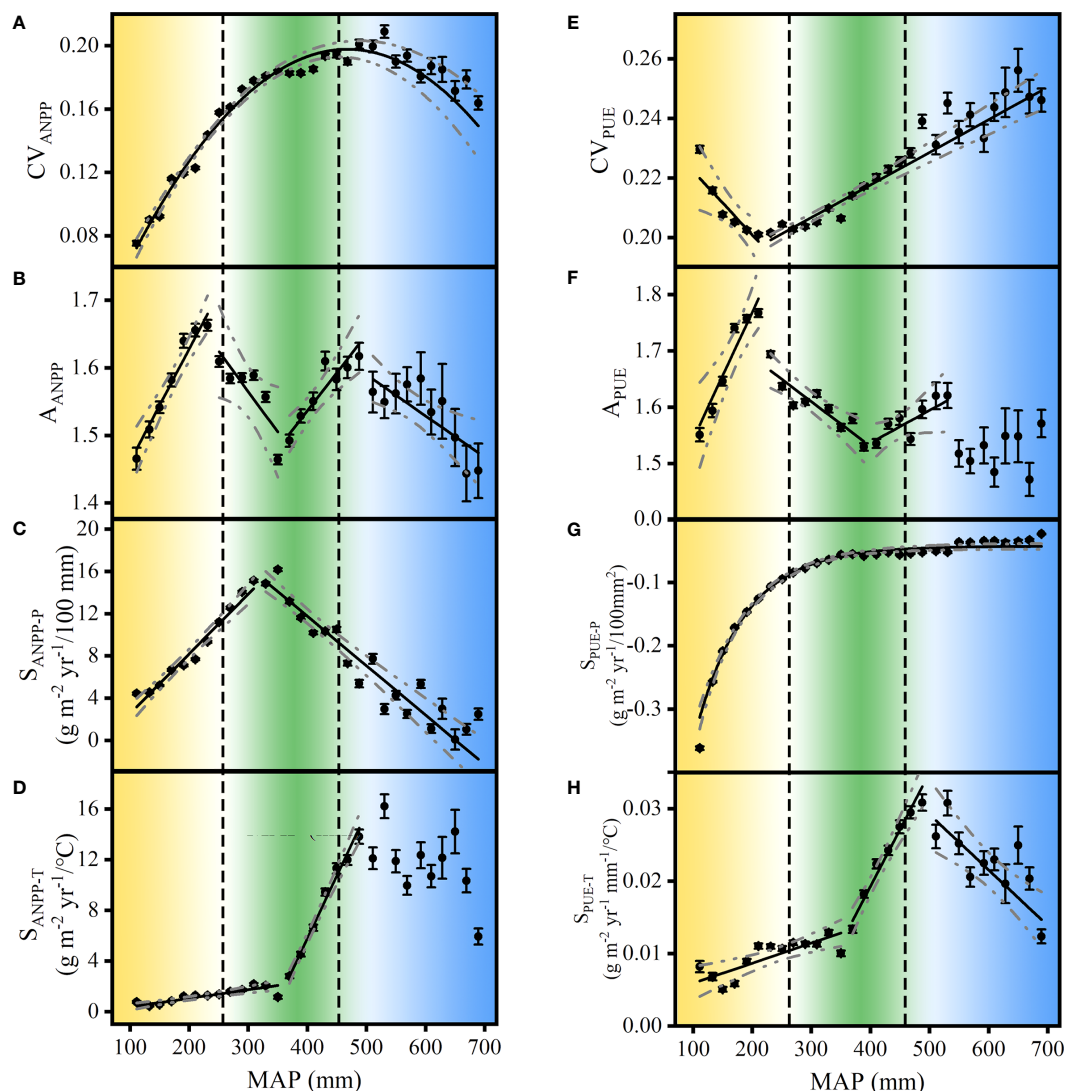 A
0.20
0.16
0.12
0.08
CV_ANPP
B
1.7
1.6
1.5
1.4
A_ANPP
C
20
16
12
8
4
0
S_ANPP-P
(g m⁻² yr⁻¹/100 mm)
D
16
12
8
4
0
S_ANPP-T
(g m⁻² yr⁻¹/°C)
100 200 300 400 500 600 700
MAP (mm)
E
0.26
0.24
0.22
0.20
CV_PUE
F
1.8
1.7
1.6
1.5
A_PUE
G
0.0
-0.1
-0.2
-0.3
S_PUE-P
(g m⁻² yr⁻¹/100mm²)
H
0.03
0.02
0.01
0.00
S_PUE-T
(g m⁻² yr⁻¹ mm⁻¹/°C)
100 200 300 400 500 600 700
MAP (mm)